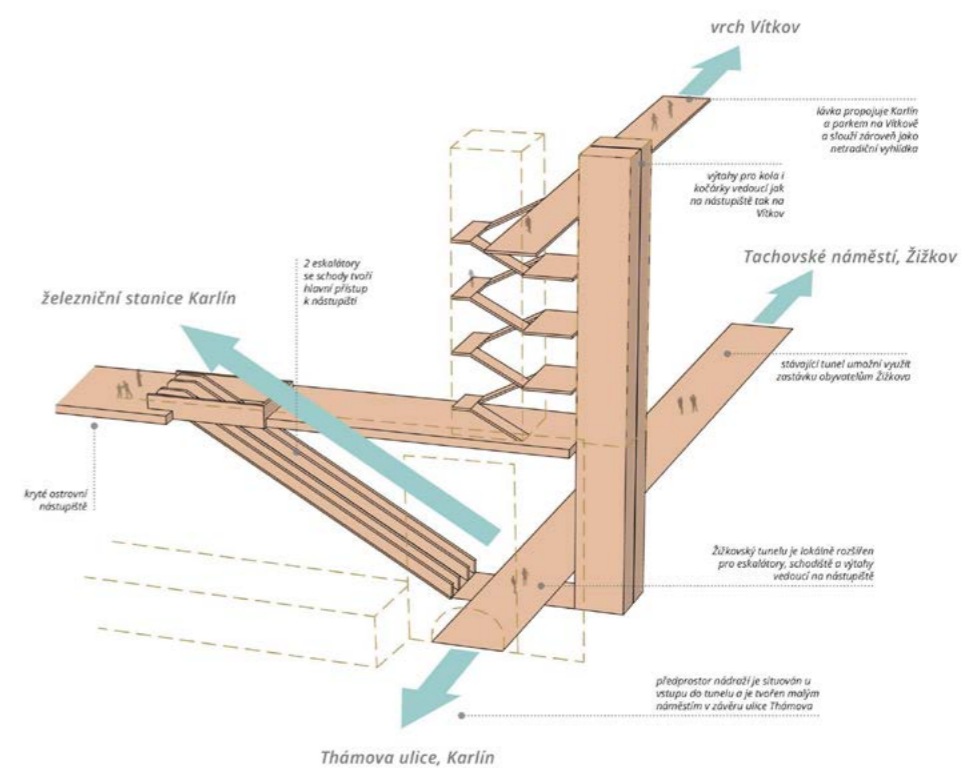 vrch Vítkov
lávka propojuje Karlín
a parkem na Vítkově
a slouží zároveň jako
netradiční vyhlídka
výtahy pro kola i
kočárky vedoucí jak
na nástupiště tak na
Vítkov
Tachovské náměstí, Žižkov
2 eskalátory
se schody tvoří
hlavní přístup
k nástupišti
železniční stanice Karlín
stávající tunel umožní využít
zastávku obyvatelům Žižkova
kryté ostrovní
nástupiště
Žižkovský tunelu je lokálně rozšířen
pro eskalátory, schodiště a výtahy
vedoucí na nástupiště
předprostor nádraží je situován u
vstupu do tunelu a je tvořen malým
náměstím v závěru ulice Thámova
Thámova ulice, Karlín